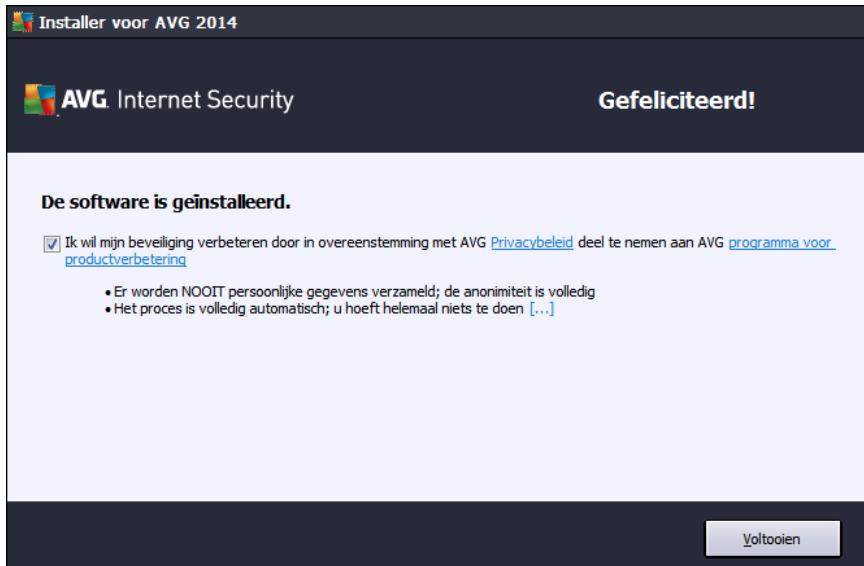 Installer voor AVG 2014
AVG. Internet Security
Gefeliciteerd!
De software is geïnstalleerd.
Ik wil mijn beveiliging verbeteren door in overeenstemming met AVG Privacybeleid deel te nemen aan AVG programma voor
productverbetering
• Er worden NOOIT persoonlijke gegevens verzameld; de anonimiteit is volledig
• Het proces is volledig automatisch; u hoeft helemaal niets te doen [...]
Voltooien